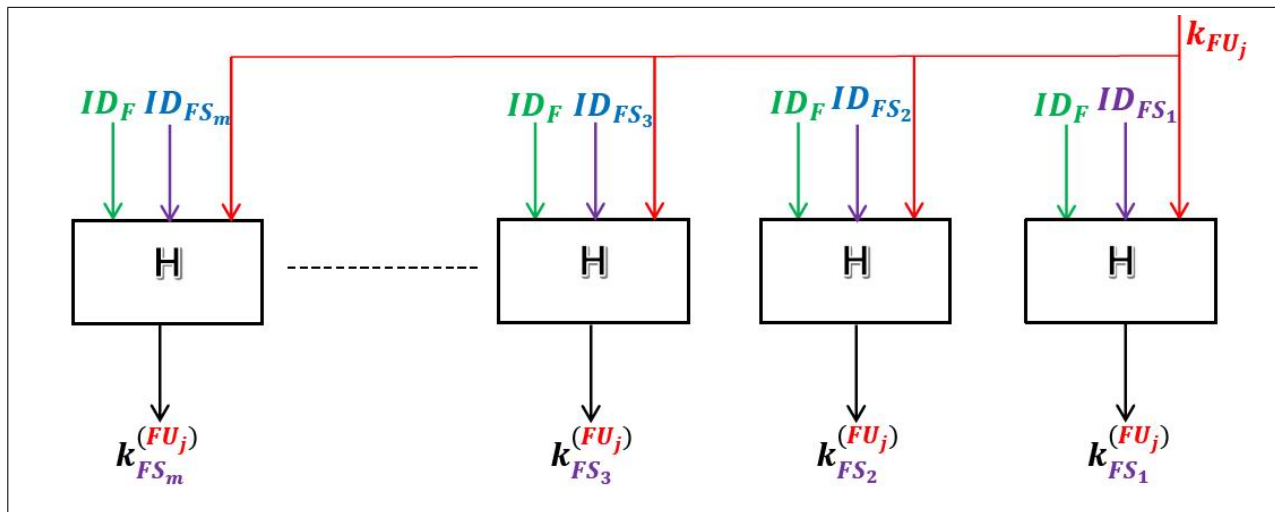 k_{FU_j}
ID_F ID_{FS_m} ID_F ID_{FS_3} ID_F ID_{FS_2} ID_F ID_{FS_1}
H H H H
k_{FS_m}^{(FU_j)} k_{FS_3}^{(FU_j)} k_{FS_2}^{(FU_j)} k_{FS_1}^{(FU_j)}